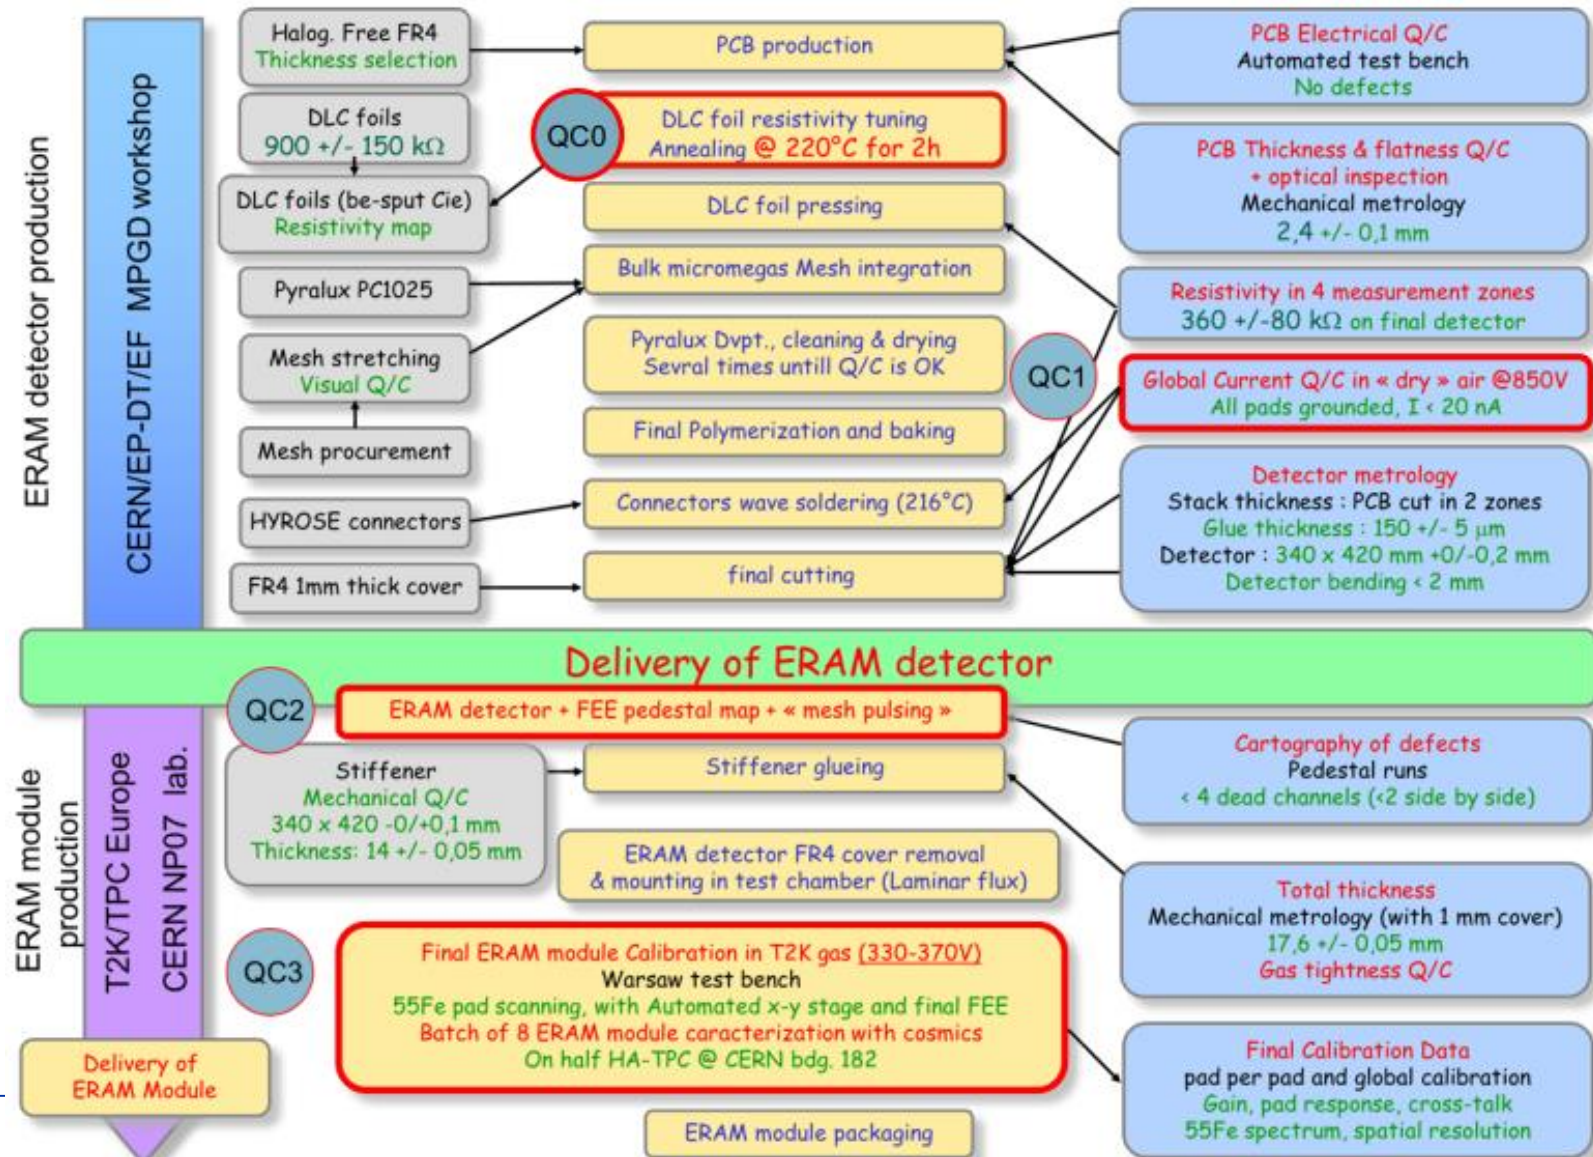 ERAM detector production
CERN/EP-DT/EF MPGD workshop
Halog. Free FR4
Thickness selection
DLC foils
900 +/- 150 kΩ
DLC foils (be-sput Cie)
Resistivity map
Pyralux PC1025
Mesh stretching
Visual Q/C
Mesh procurement
HYROSE connectors
FR4 1mm thick cover
PCB production
QC0
DLC foil resistivity tuning
Annealing @ 220°C for 2h
DLC foil pressing
Bulk micromegas Mesh integration
Pyralux Dvpt., cleaning & drying
Sevral times untill Q/C is OK
Final Polymerization and baking
Connectors wave soldering (216°C)
final cutting
PCB Electrical Q/C
Automated test bench
No defects
PCB Thickness & flatness Q/C
+ optical inspection
Mechanical metrology
2,4 +/- 0,1 mm
Resistivity in 4 measurement zones
360 +/-80 kΩ on final detector
QC1
Global Current Q/C in « dry » air @850V
All pads grounded, I < 20 nA
Detector metrology
Stack thickness : PCB cut in 2 zones
Glue thickness : 150 +/- 5 µm
Detector : 340 x 420 mm +0/-0,2 mm
Detector bending < 2 mm
Delivery of ERAM detector
ERAM module
production
T2K/TPC Europe
CERN NP07 lab.
QC2
ERAM detector + FEE pedestal map + « mesh pulsing »
Stiffener
Mechanical Q/C
340 x 420 -0/+0,1 mm
Thickness: 14 +/- 0,05 mm
Stiffener glueing
ERAM detector FR4 cover removal
& mounting in test chamber (Laminar flux)
Cartography of defects
Pedestal runs
< 4 dead channels (<2 side by side)
Total thickness
Mechanical metrology (with 1 mm cover)
17,6 +/- 0,05 mm
Gas tightness Q/C
QC3
Final ERAM module Calibration in T2K gas (330-370V)
Warsaw test bench
55Fe pad scanning, with Automated x-y stage and final FEE
Batch of 8 ERAM module caracterization with cosmics
On half HA-TPC @ CERN bdg. 182
Final Calibration Data
pad per pad and global calibration
Gain, pad response, cross-talk
55Fe spectrum, spatial resolution
Delivery of
ERAM Module
ERAM module packaging